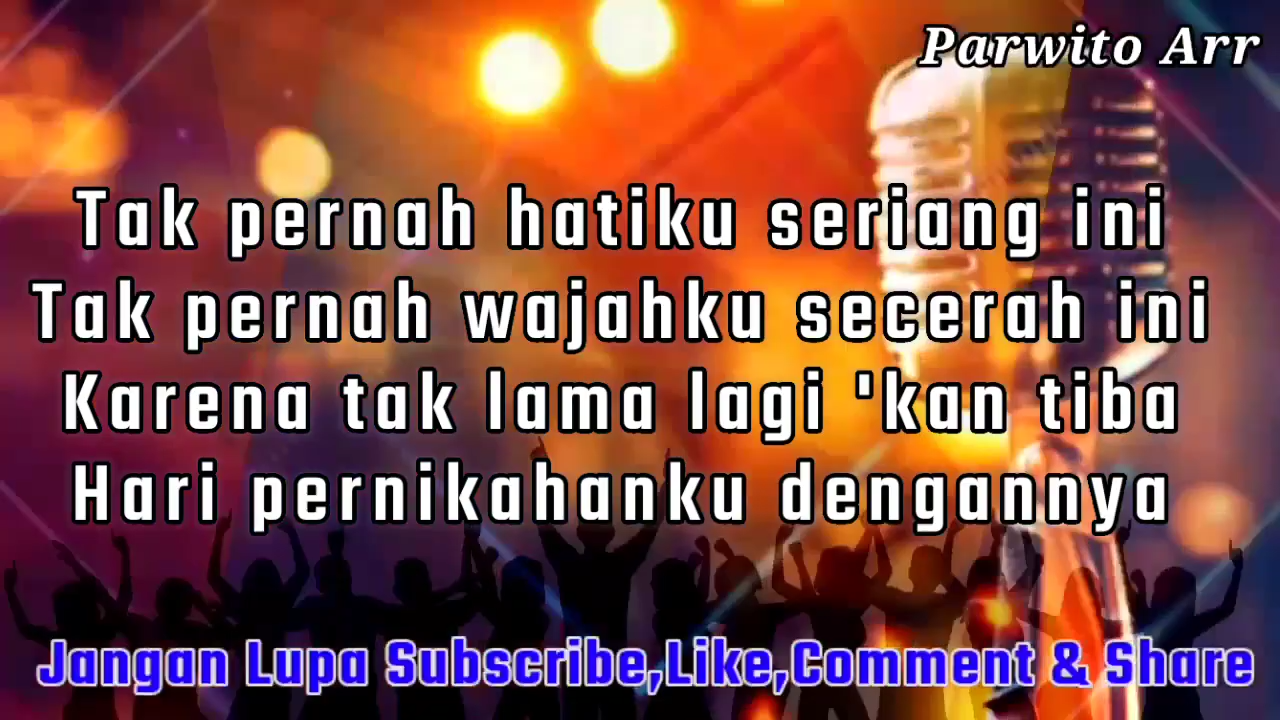 Parwito Arr
Tak pernah hatiku seriang ini
Tak pernah wajahku secerah ini
Karena tak lama lagi 'kan tiba
Hari pernikahanku dengannya
Jangan Lupa Subscribe,Like,Comment & Share